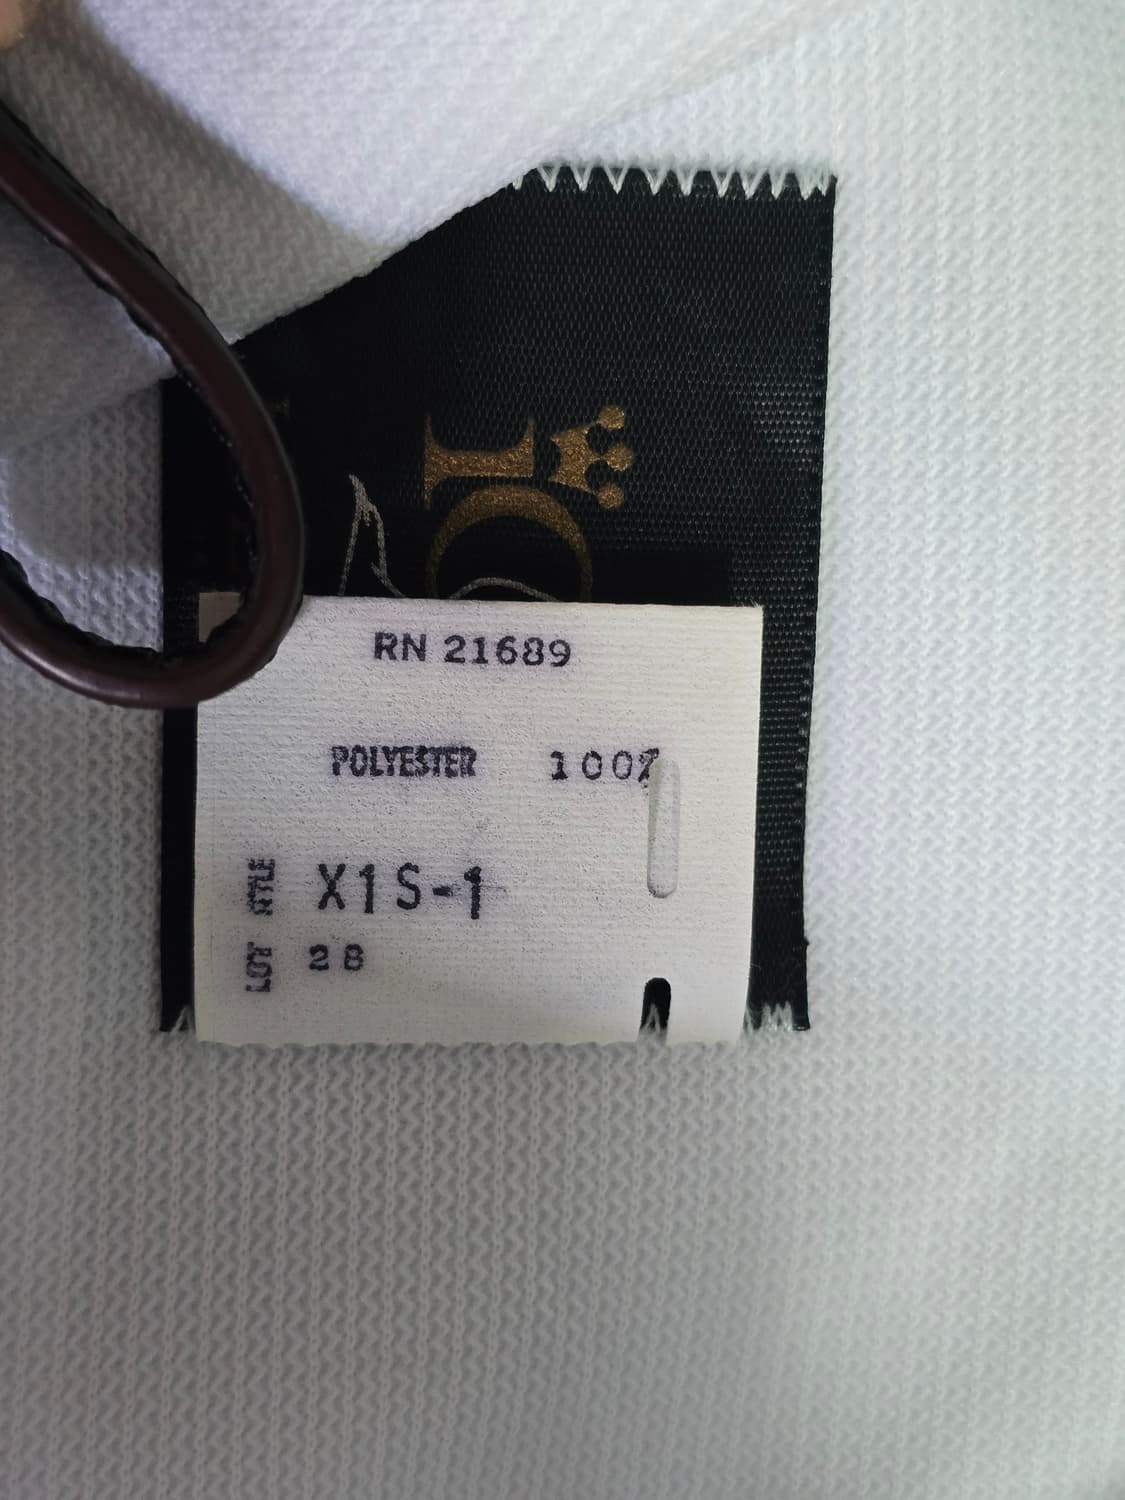 RN 21689
POLYESTER 100%
STYLE X1S-1
LOT 28